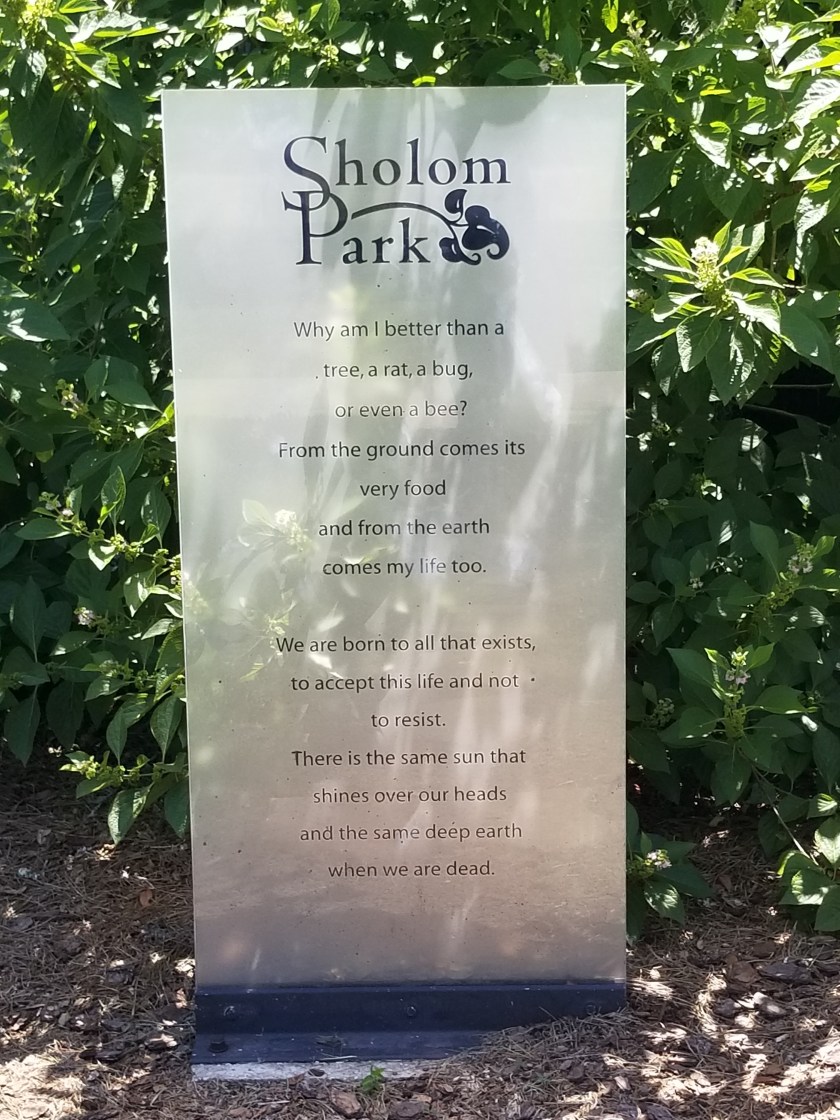 Sholom
Park
Why am I better than a
tree, a rat, a bug,
or even a bee?
From the ground comes its
very food
and from the earth
comes my life too.
We are born to all that exists,
to accept this life and not
to resist.
There is the same sun that
shines over our heads
and the same deep earth
when we are dead.